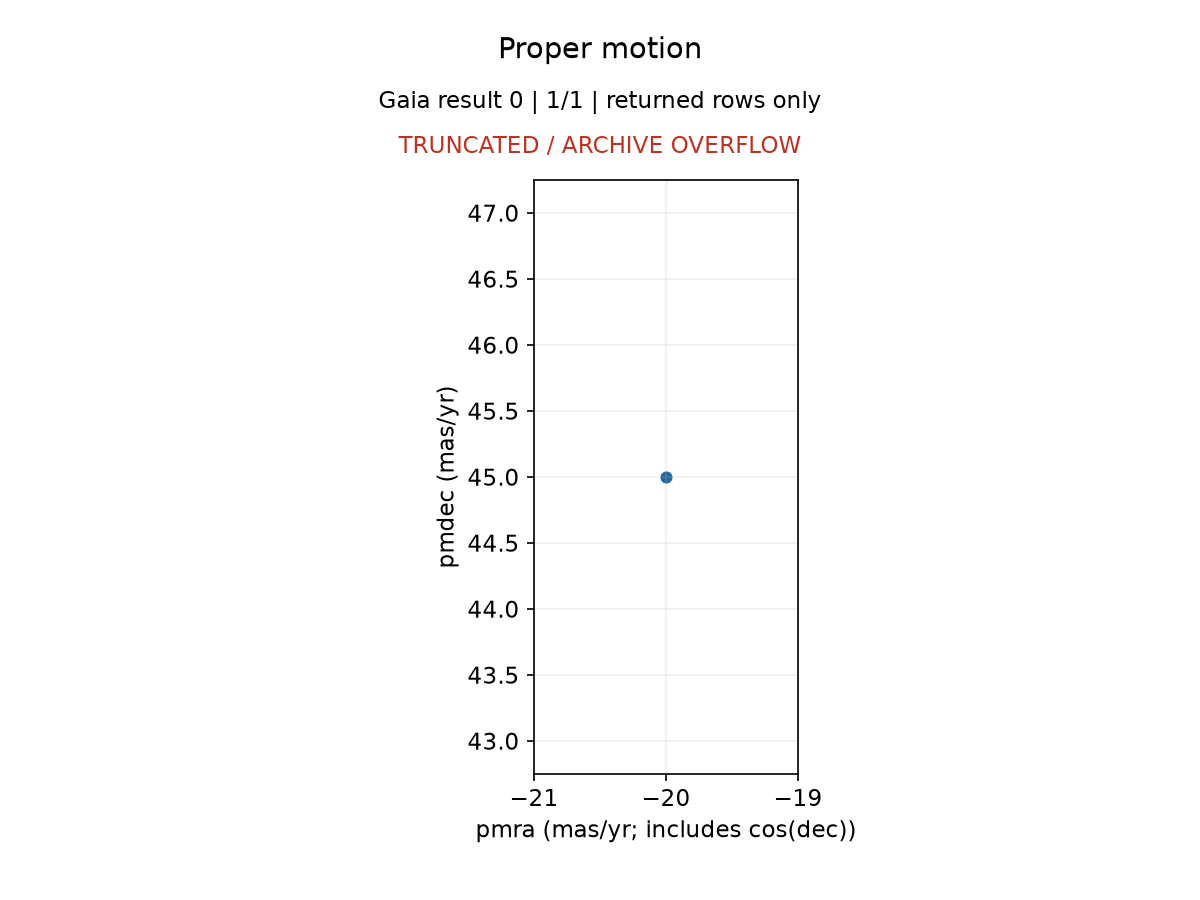 Proper motion
Gaia result 0 | 1/1 | returned rows only
TRUNCATED / ARCHIVE OVERFLOW
47.0
46.5
46.0
45.5
45.0
44.5
44.0
43.5
43.0
pmdec (mas/yr)
−21
−20
−19
pmra (mas/yr; includes cos(dec))